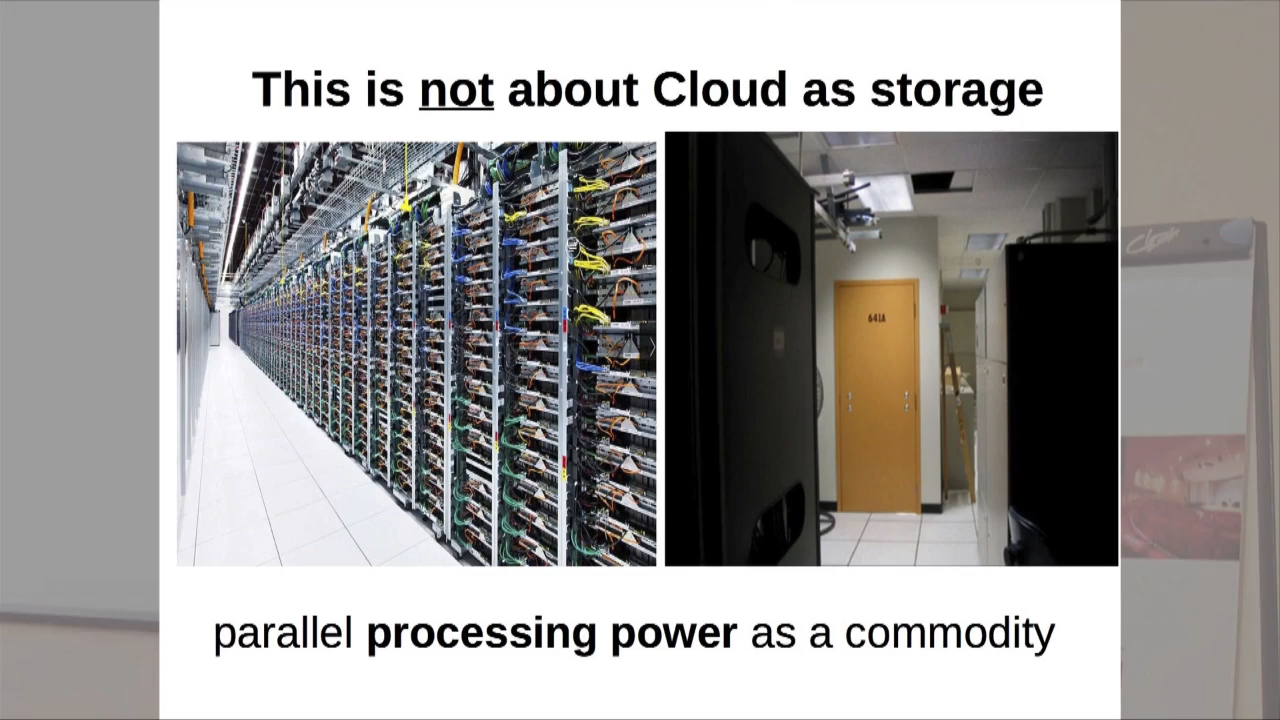 This is not about Cloud as storage
641A
parallel processing power as a commodity